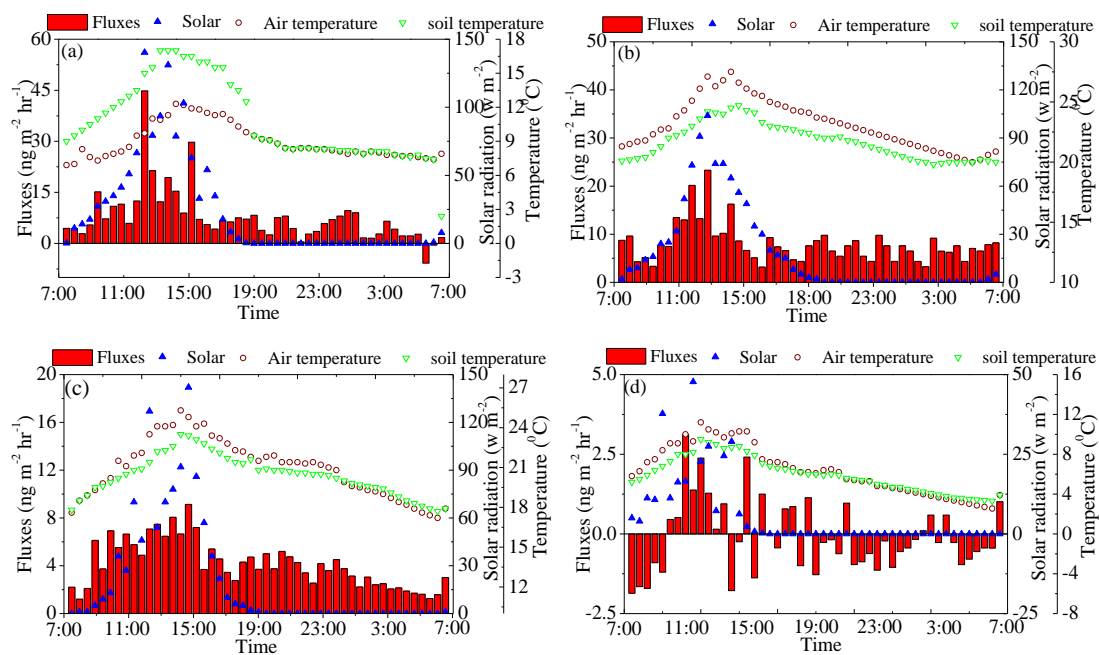 Fluxes Solar Air temperature soil temperature
(a)
60
45
30
15
0
Fluxes (ng m-2 hr-1)
150
120
90
60
30
0
Solar radiation (w m-2)
18
15
12
9
6
3
0
-3
Temperature (0C)
7:00 11:00 15:00 19:00 23:00 3:00 7:00
Time
Fluxes Solar Air temperature soil temperature
(b)
50
40
30
20
10
0
Fluxes (ng m-2 hr-1)
150
120
90
60
30
0
Solar radiation (w m-2)
30
25
20
15
10
Temperature (0C)
7:00 11:00 15:00 18:00 23:00 3:00 7:00
Time
Fluxes Solar Air temperature soil temperature
(c)
20
16
12
8
4
0
Fluxes (ng m-2 hr-1)
150
120
90
60
30
0
Solar radiation (w m-2)
27
24
21
18
15
12
Temperature (0C)
7:00 11:00 15:00 19:00 23:00 3:00 7:00
Time
Fluxes Solar Air temperature soil temperature
(d)
5.0
2.5
0.0
-2.5
Fluxes (ng m-2 hr-1)
50
25
0
-25
Solar radiation (w m-2)
16
12
8
4
0
-4
-8
Temperature (0C)
7:00 11:00 15:00 19:00 23:00 3:00 7:00
Time